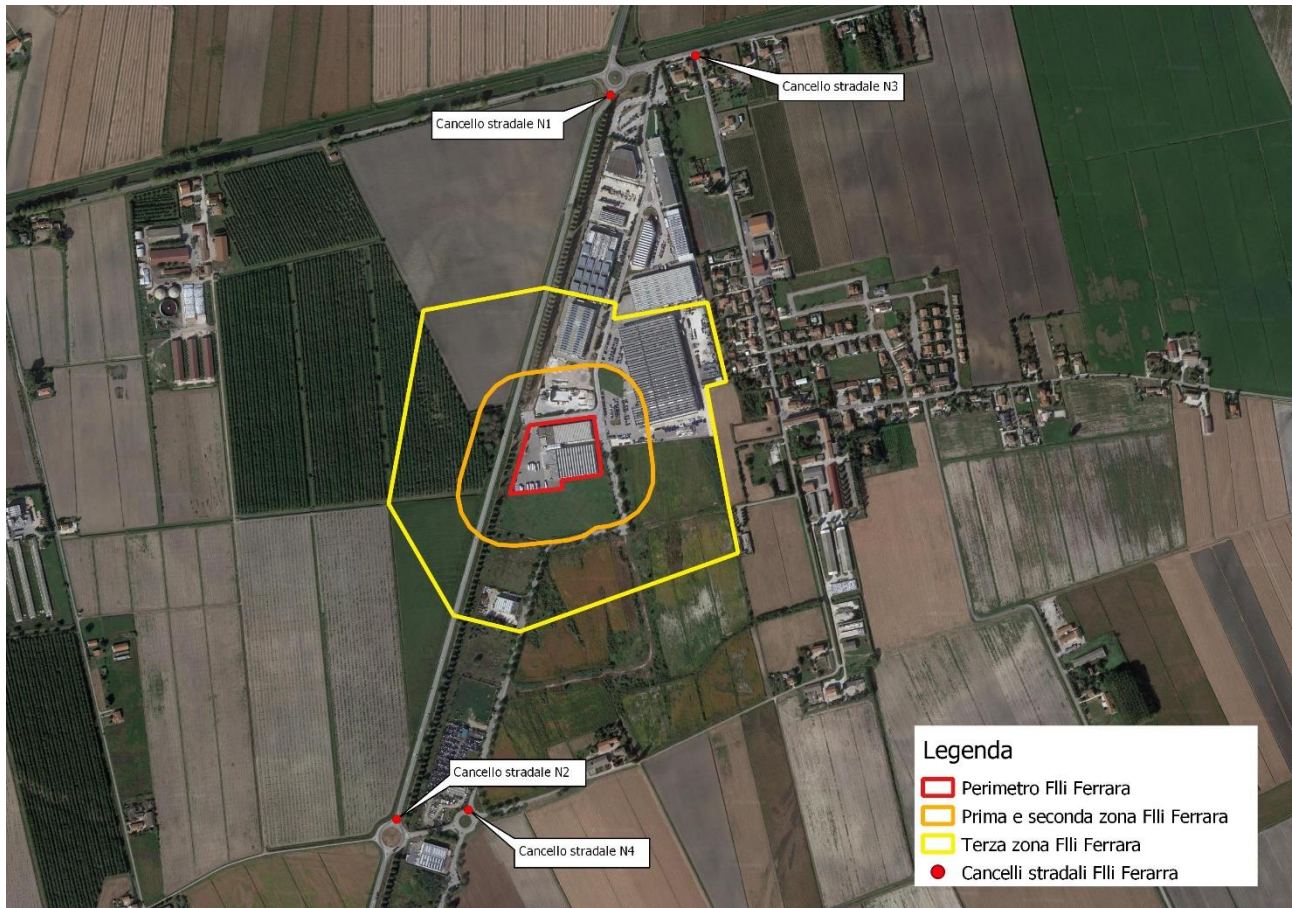 Cancello stradale N3
Cancello stradale N1
Cancello stradale N2
Cancello stradale N4
Legenda
Perimetro Flli Ferrara
Prima e seconda zona Flli Ferrara
Terza zona Flli Ferrara
Cancelli stradali Flli Ferarra